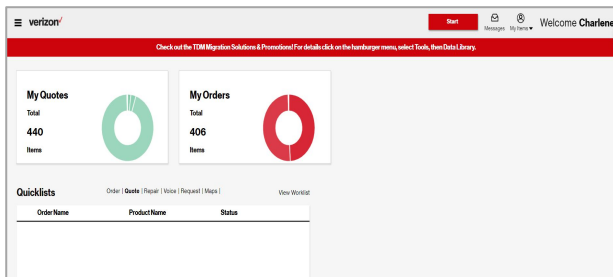 verizon✓
Start
Messages
My Items
Welcome Charlene
Check out the TDM Migration Solutions & Promotions! For details click on the hamburger menu, select Tools, then Data Library.
My Quotes
Total
440
Items
My Orders
Total
406
Items
Quicklists
Order | Quote | Repair | Voice | Request | Maps |
View Worklist
Order Name Product Name Status